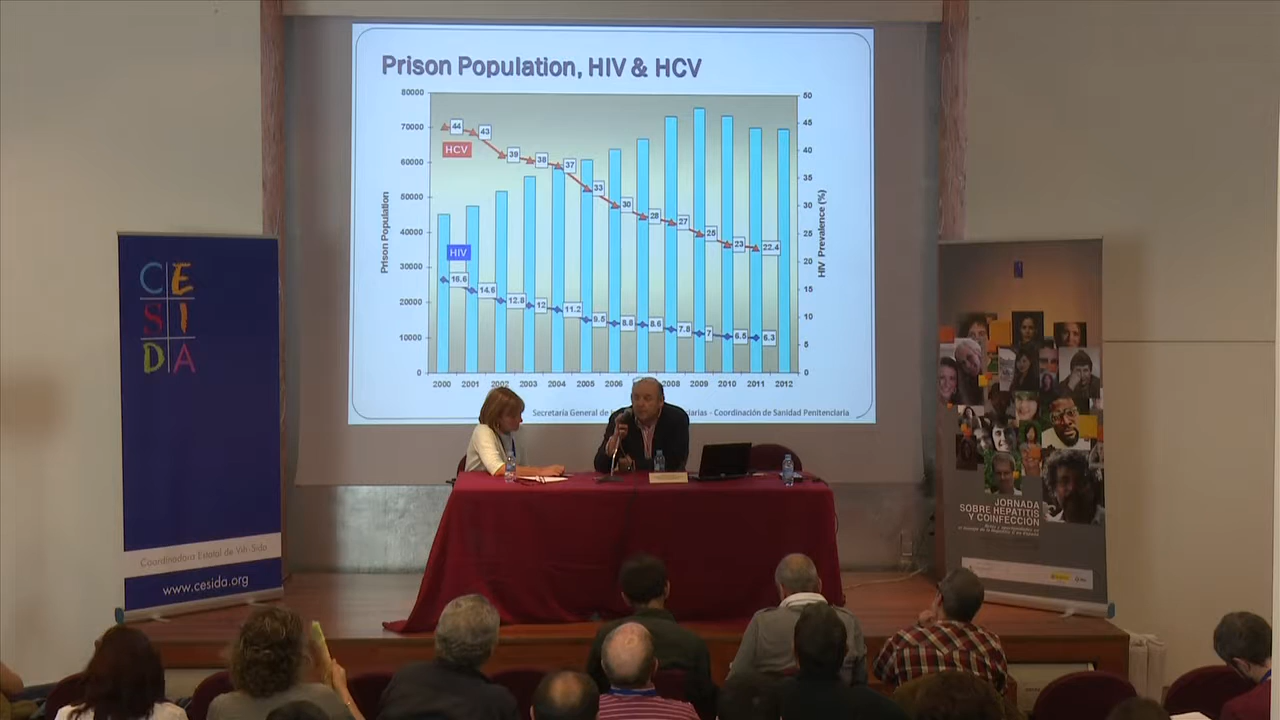 Prison Population, HIV & HCV
80000
70000
60000
50000
40000
30000
20000
10000
0
Prison Population
50
45
40
35
30
25
20
15
10
5
0
HIV Prevalence (%)
HCV
44
43
39
38
37
33
30
28
27
25
23
22.4
HIV
16.6
14.6
12.8
12
11.2
9.5
8.8
8.6
7.8
7
6.5
6.3
2000 2001 2002 2003 2004 2005 2006 2008 2009 2010 2011 2012
Secretaría General de
ciarias - Coordinación de Sanidad Penitenciaria
CE
SI
DA
Coordinadora Estatal de VIH-Sida
www.cesida.org
JORNADA
SOBRE HEPATITIS
Y COINFECCIÓN